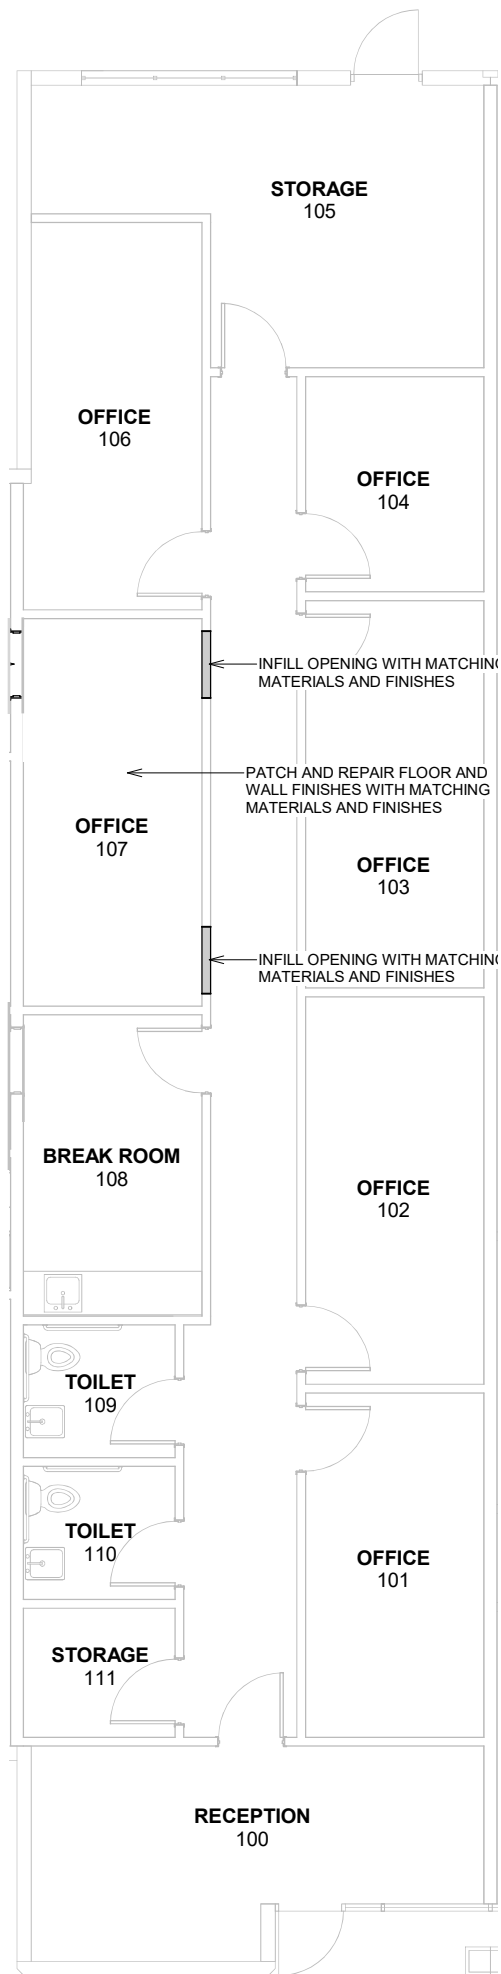 STORAGE
105
OFFICE
106
OFFICE
104
INFILL OPENING WITH MATCHING
MATERIALS AND FINISHES
PATCH AND REPAIR FLOOR AND
WALL FINISHES WITH MATCHING
MATERIALS AND FINISHES
OFFICE
107
OFFICE
103
INFILL OPENING WITH MATCHING
MATERIALS AND FINISHES
BREAK ROOM
108
OFFICE
102
TOILET
109
TOILET
110
OFFICE
101
STORAGE
111
RECEPTION
100